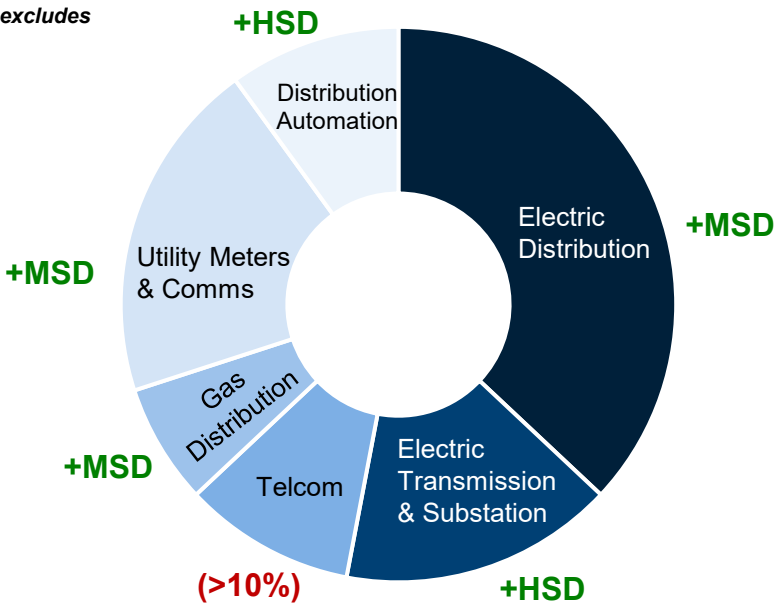 excludes
+HSD
Distribution
Automation
Electric
Distribution
+MSD
Utility Meters
& Comms
+MSD
Gas
Distribution
+MSD
Telcom
(>10%)
Electric
Transmission
& Substation
+HSD